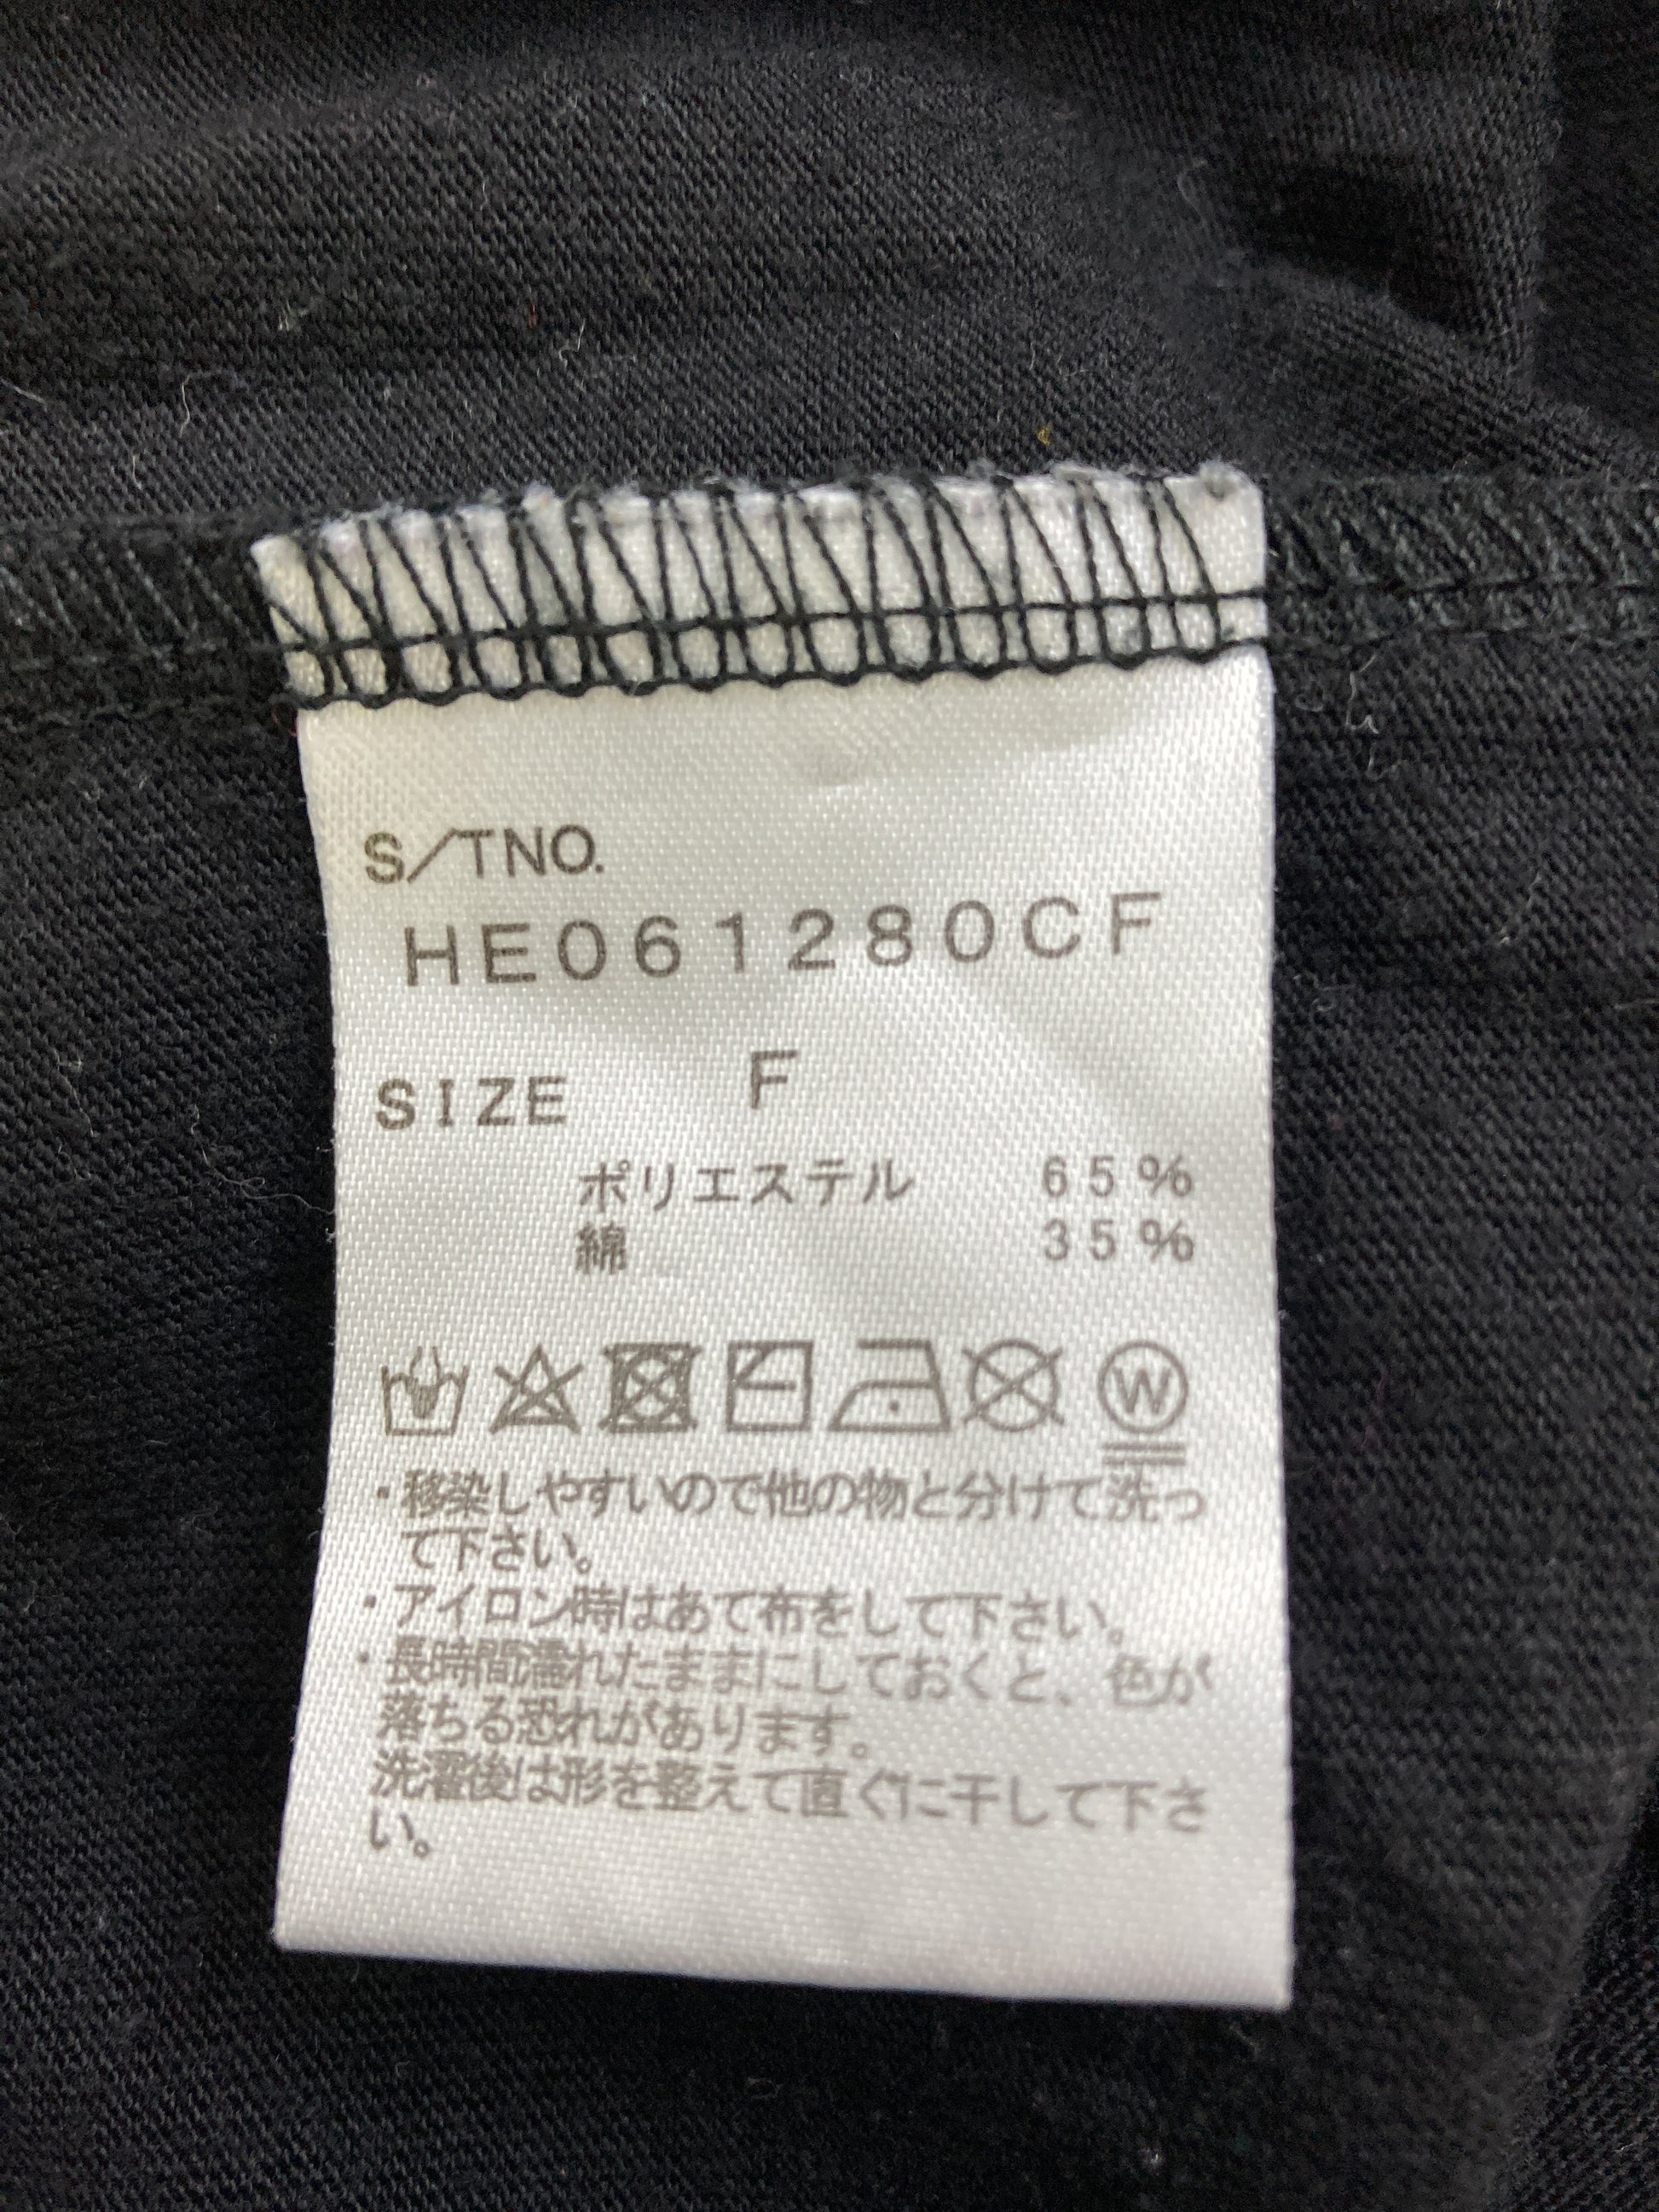 S/TNO.
HE061280CF
SIZE F
ポリエステル 65%
綿 35%
W
・移染しやすいので他の物と分けて洗っ
て下さい。
・アイロン時はあて布をして下さい。
・長時間濡れたままにしておくと、色が
落ちる恐れがあります。
洗濯後は形を整えて直ぐに干して下さ
い。